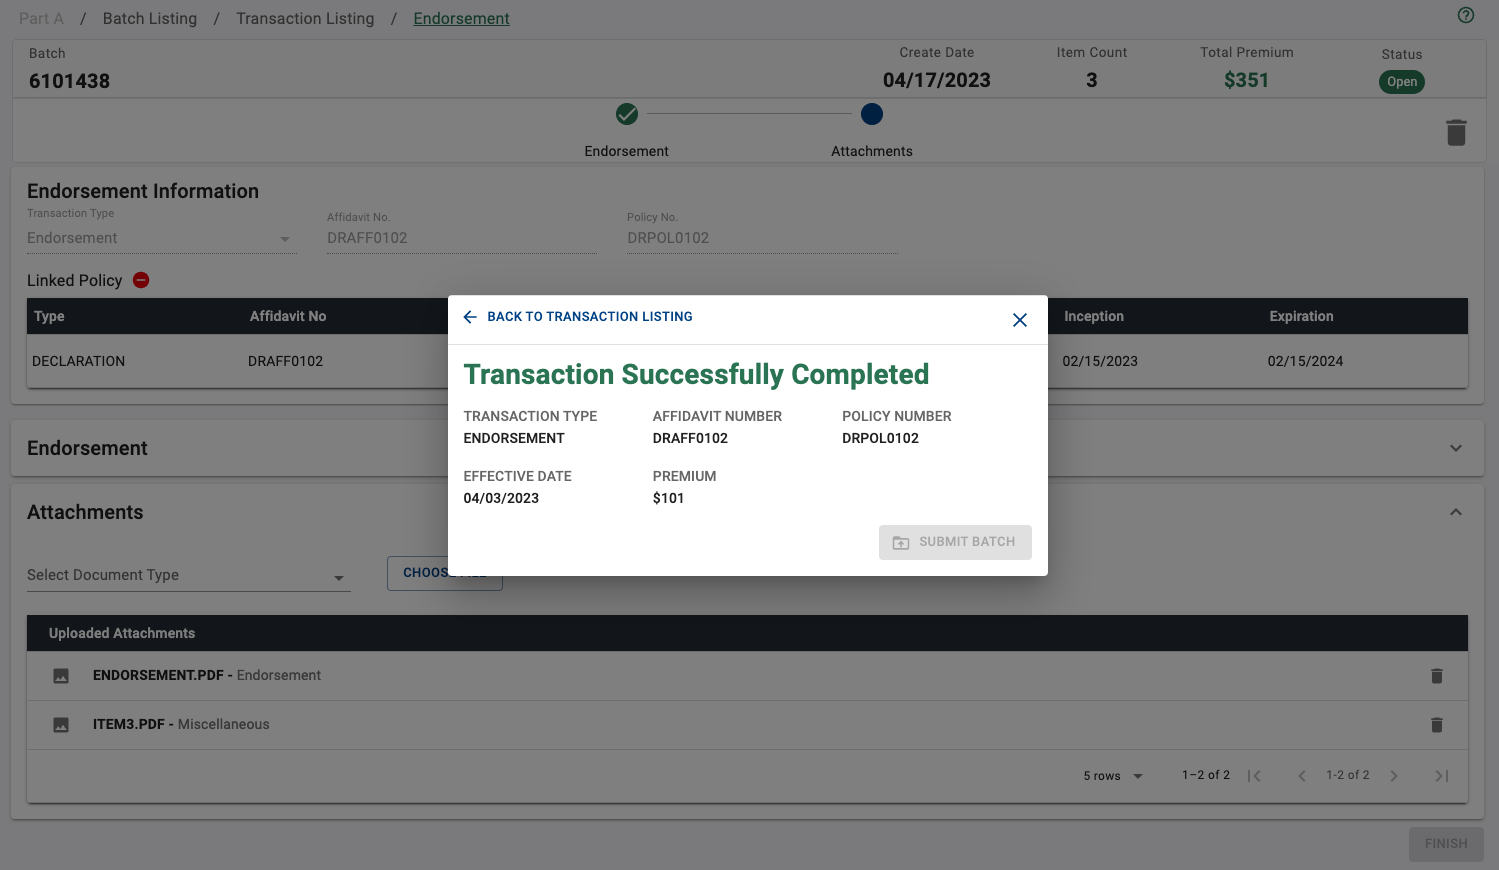 Part A / Batch Listing / Transaction Listing / Endorsement
Batch
6101438
Create Date
04/17/2023
Item Count
3
Total Premium
$351
Status
Open
Endorsement
Attachments
Endorsement Information
Transaction Type
Endorsement
Affidavit No.
DRAFF0102
Policy No.
DRPOL0102
Linked Policy
Type Affidavit No Inception Expiration
DECLARATION DRAFF0102 02/15/2023 02/15/2024
BACK TO TRANSACTION LISTING
Transaction Successfully Completed
TRANSACTION TYPE AFFIDAVIT NUMBER POLICY NUMBER
ENDORSEMENT DRAFF0102 DRPOL0102
EFFECTIVE DATE PREMIUM
04/03/2023 $101
SUBMIT BATCH
Endorsement
Attachments
Select Document Type
CHOOSE FILE
Uploaded Attachments
ENDORSEMENT.PDF - Endorsement
ITEM3.PDF - Miscellaneous
5 rows 1–2 of 2 1-2 of 2
FINISH